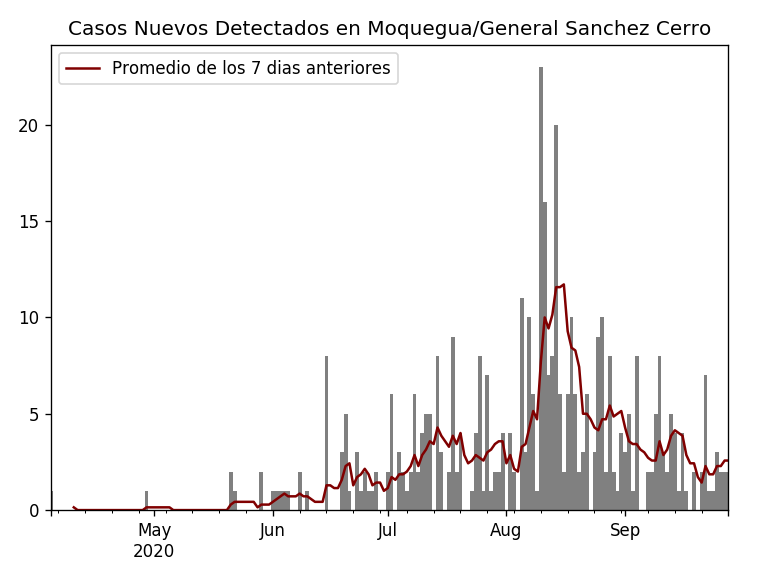 Casos Nuevos Detectados en Moquegua/General Sanchez Cerro
Promedio de los 7 dias anteriores
20
15
10
5
0
May Jun Jul Aug Sep
2020